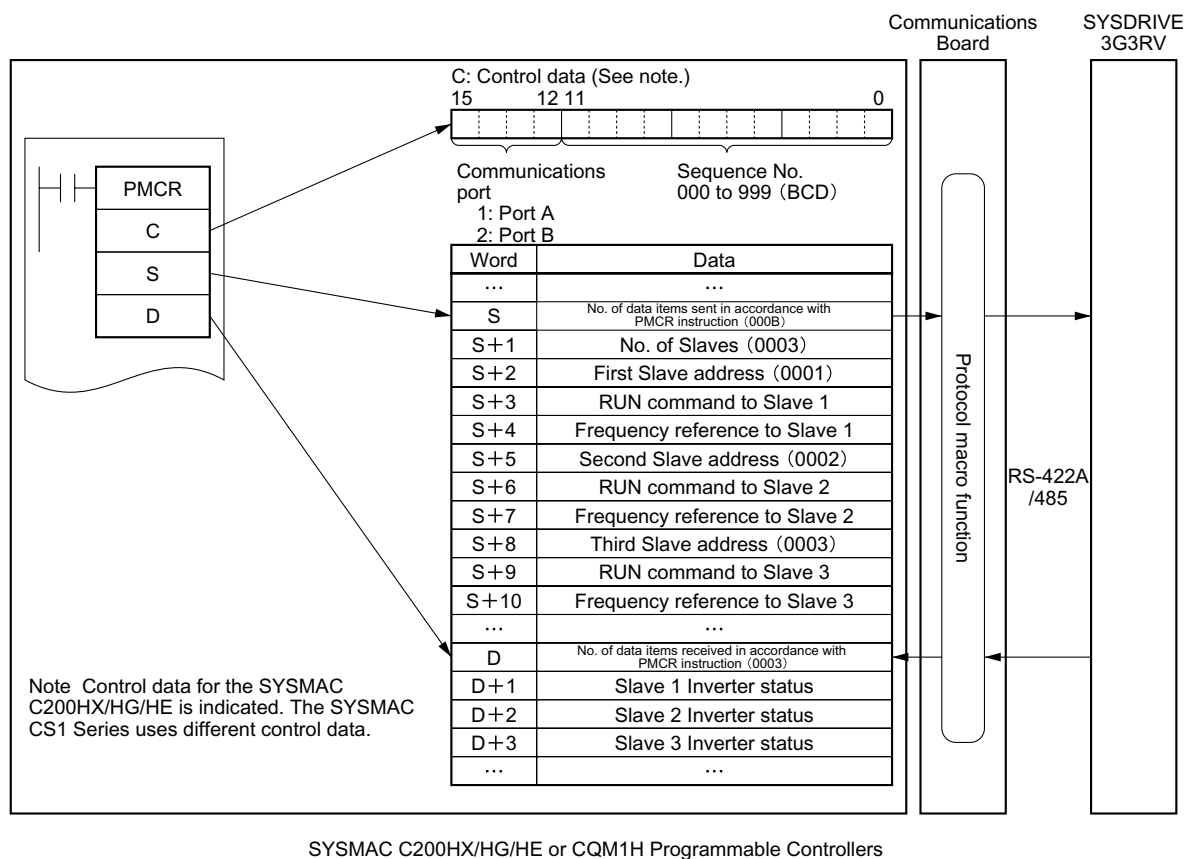 Communications
Board
SYSDRIVE
3G3RV
C: Control data (See note.)
15 12 11 0
PMCR
C
S
D
Communications
port
1: Port A
2: Port B
Sequence No.
000 to 999 (BCD)
Word Data
... ...
S No. of data items sent in accordance with
PMCR instruction (000B)
S+1 No. of Slaves (0003)
S+2 First Slave address (0001)
S+3 RUN command to Slave 1
S+4 Frequency reference to Slave 1
S+5 Second Slave address (0002)
S+6 RUN command to Slave 2
S+7 Frequency reference to Slave 2
S+8 Third Slave address (0003)
S+9 RUN command to Slave 3
S+10 Frequency reference to Slave 3
... ...
D No. of data items received in accordance with
PMCR instruction (0003)
D+1 Slave 1 Inverter status
D+2 Slave 2 Inverter status
D+3 Slave 3 Inverter status
... ...
Protocol macro function
RS-422A
/485
Note Control data for the SYSMAC
C200HX/HG/HE is indicated. The SYSMAC
CS1 Series uses different control data.
SYSMAC C200HX/HG/HE or CQM1H Programmable Controllers